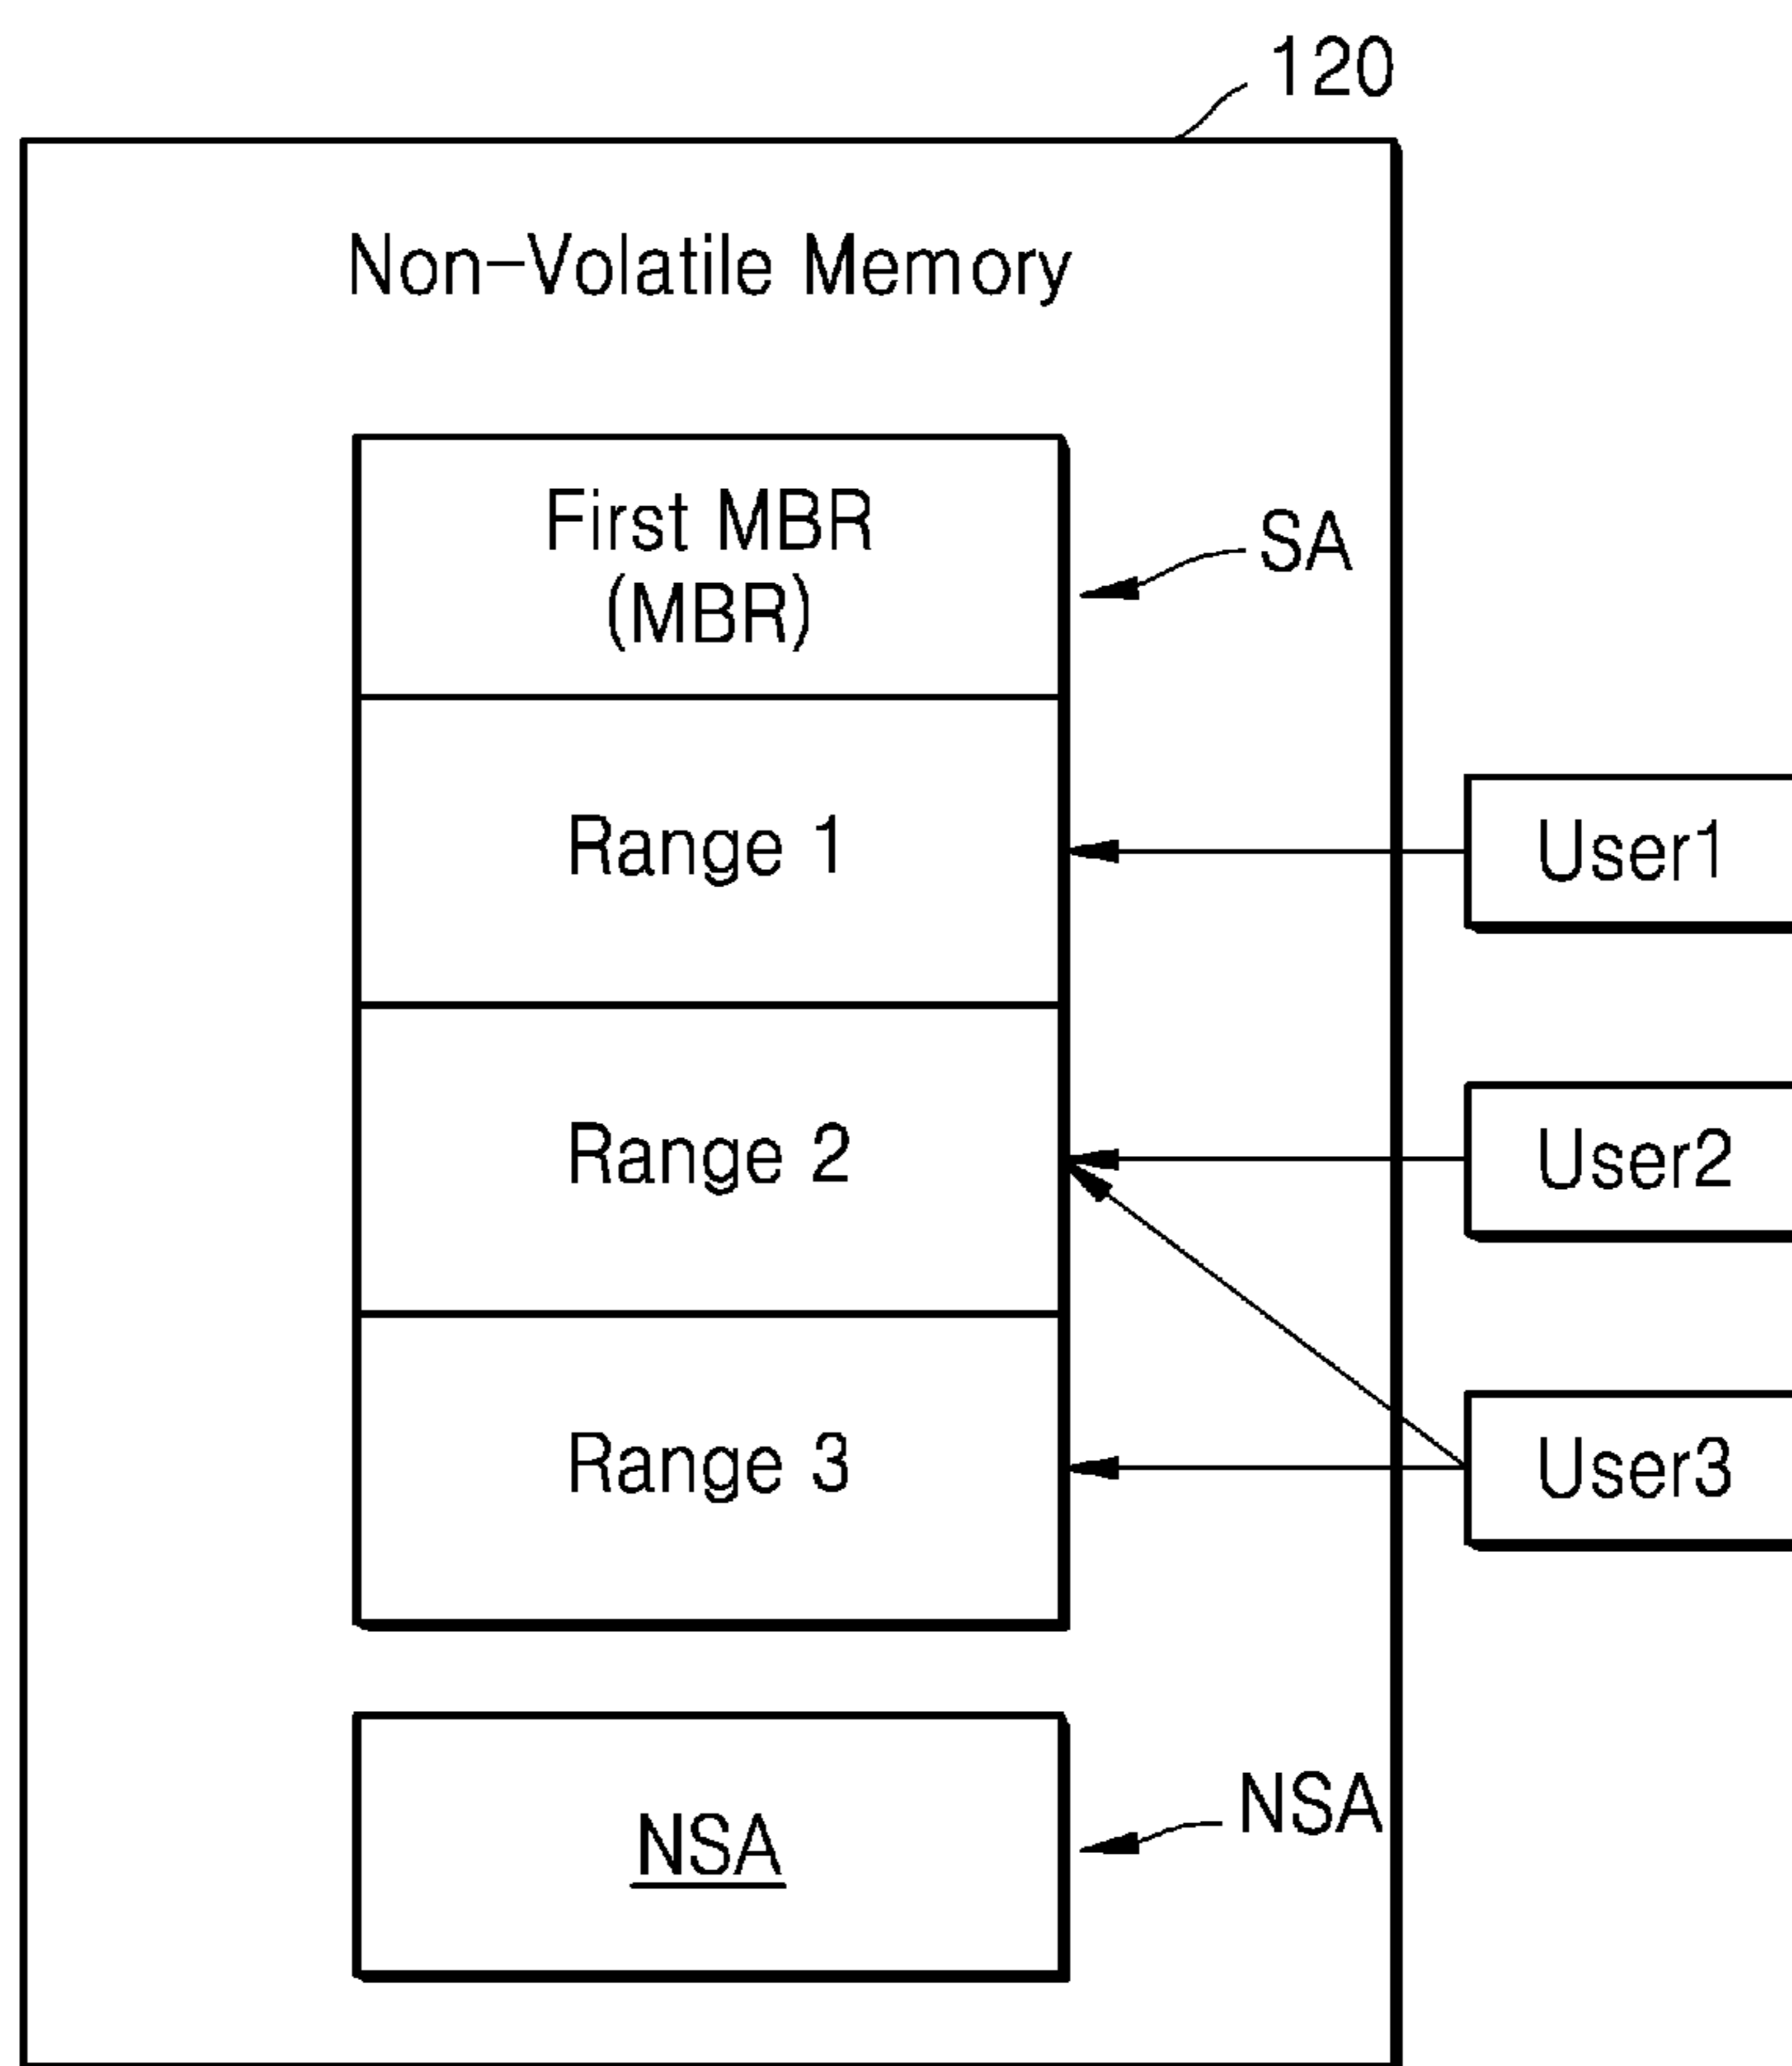 120
Non-Volatile Memory
First MBR
(MBR)
SA
Range 1
User1
Range 2
User2
Range 3
User3
NSA
NSA